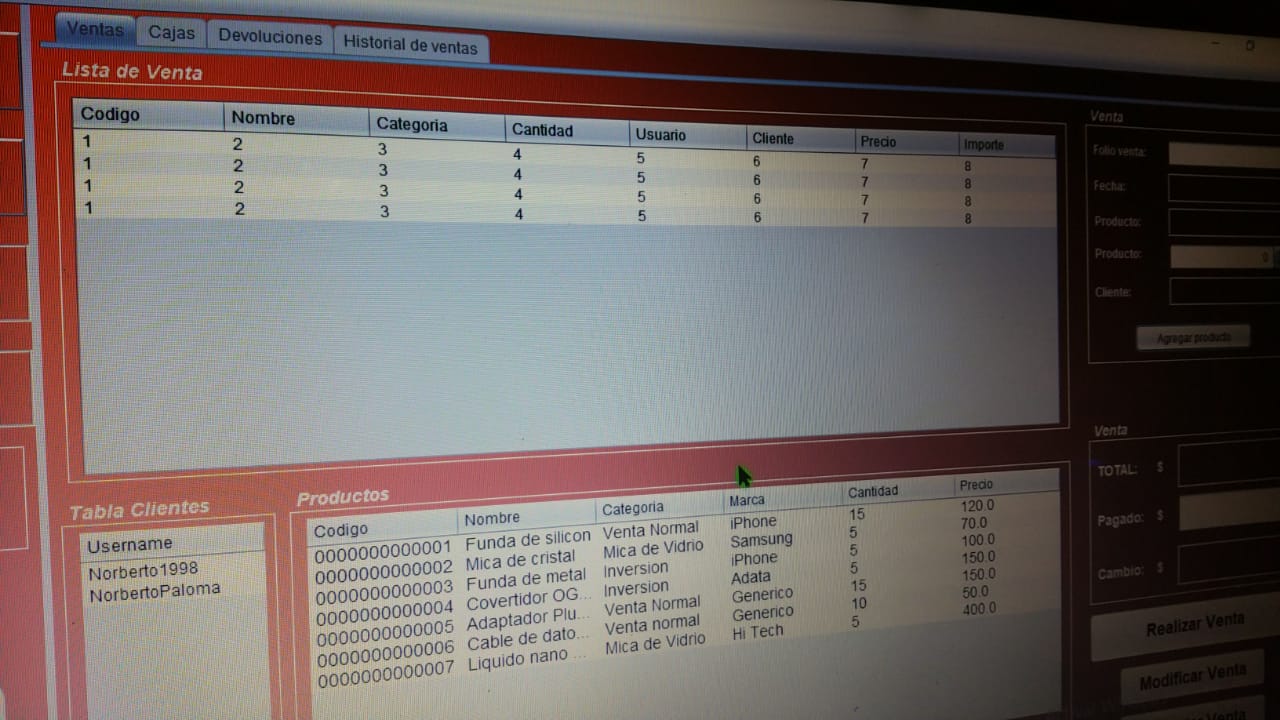 Ventas Cajas Devoluciones Historial de ventas
Lista de Venta
Codigo Nombre Categoria Cantidad Usuario Cliente Precio Importe
1 2 3 4 5 6 7 8
1 2 3 4 5 6 7 8
1 2 3 4 5 6 7 8
1 2 3 4 5 6 7 8
Venta
Folio venta:
Fecha:
Producto:
Producto: 0
Cliente:
Agregar producto
Tabla Clientes
Username
Norberto1998
NorbertoPaloma
Productos
Codigo Nombre Categoria Marca Cantidad Precio
0000000000001 Funda de silicon Venta Normal iPhone 15 120.0
0000000000002 Mica de cristal Mica de Vidrio Samsung 5 70.0
0000000000003 Funda de metal Inversion iPhone 5 100.0
0000000000004 Covertidor OG... Inversion Adata 5 150.0
0000000000005 Adaptador Plu... Venta Normal Generico 15 150.0
0000000000006 Cable de dato... Venta normal Generico 10 50.0
0000000000007 Liquido nano ... Mica de Vidrio Hi Tech 5 400.0
Venta
TOTAL: $
Pagado: $
Cambio: $
Realizar Venta
Modificar Venta
Venta